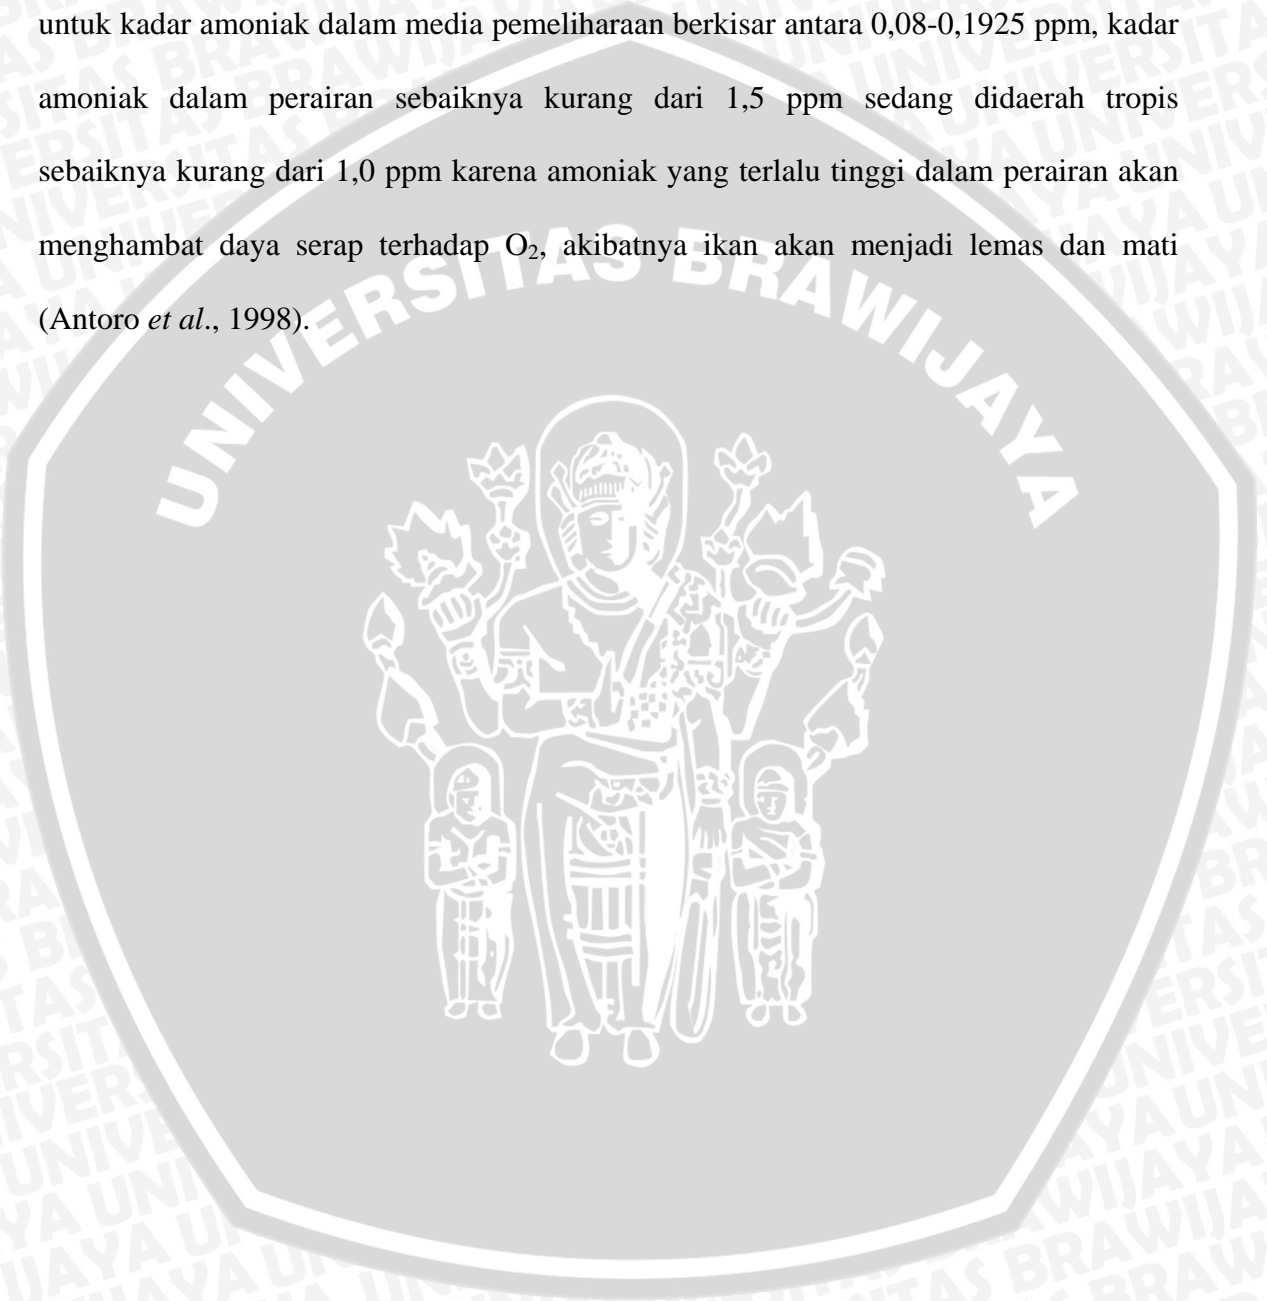 untuk kadar amoniak dalam media pemeliharaan berkisar antara 0,08-0,1925 ppm, kadar
amoniak dalam perairan sebaiknya kurang dari 1,5 ppm sedang didaerah tropis
sebaiknya kurang dari 1,0 ppm karena amoniak yang terlalu tinggi dalam perairan akan
menghambat daya serap terhadap O₂, akibatnya ikan akan menjadi lemas dan mati
(Antoro et al., 1998).
UNIVERSITAS BRAWIJAYA